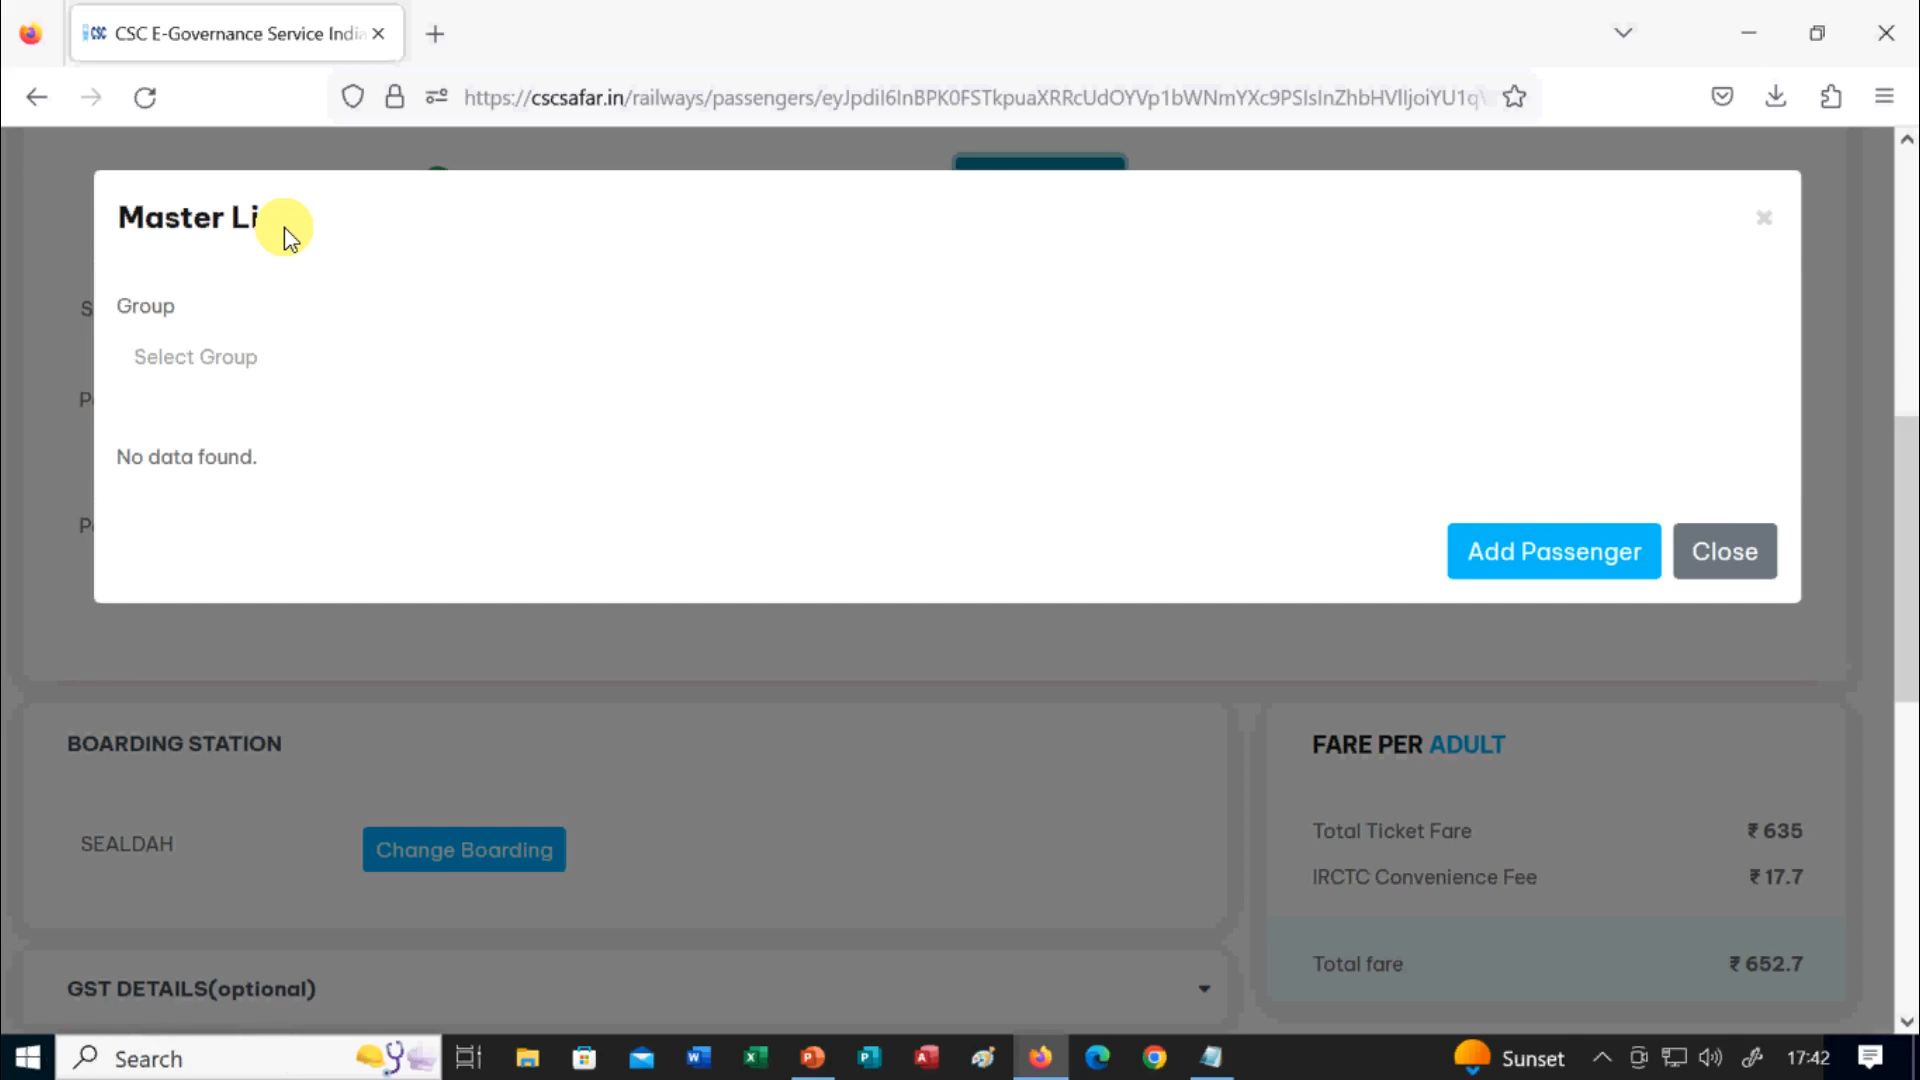 CSC E-Governance Service India
https://cscsafar.in/railways/passengers/
Master Li
Group
Select Group
No data found.
Add Passenger
Close
BOARDING STATION
SEALDAH
Change Boarding
FARE PER ADULT
Total Ticket Fare ₹ 635
IRCTC Convenience Fee ₹ 17.7
Total fare ₹ 652.7
GST DETAILS(optional)
Search
Sunset
17:42